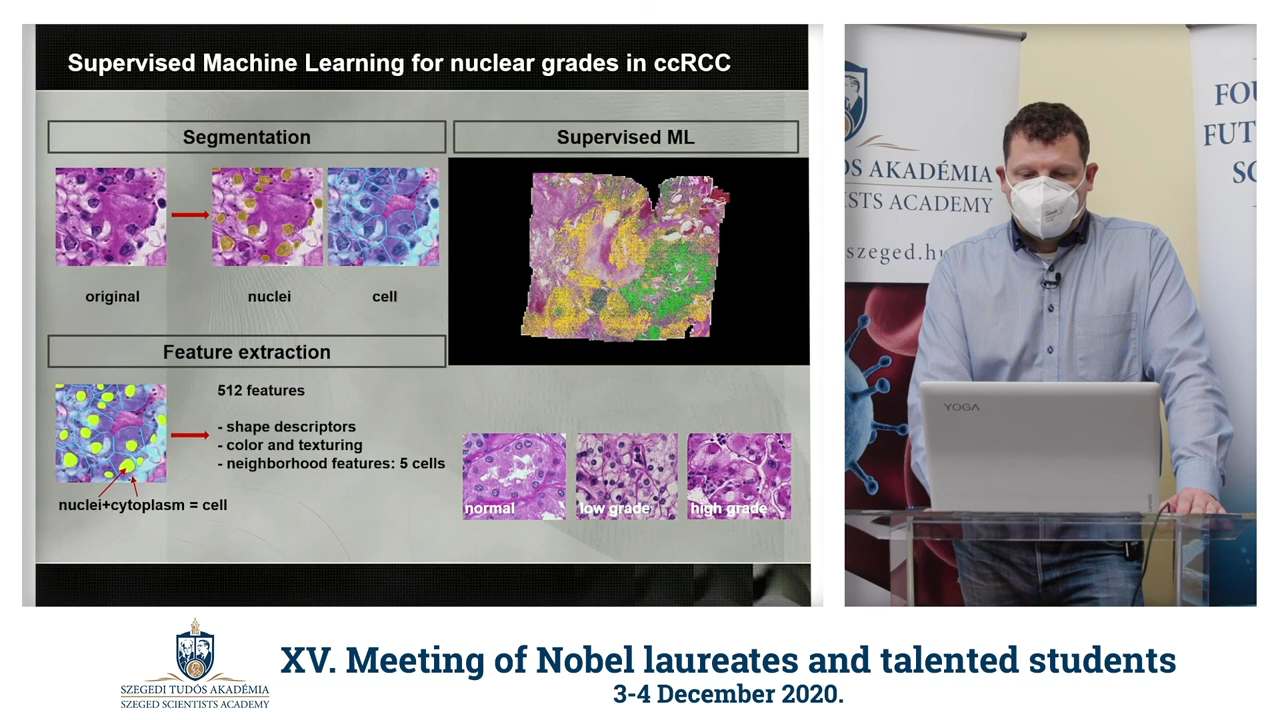 Supervised Machine Learning for nuclear grades in ccRCC
Segmentation
Supervised ML
original
nuclei
cell
Feature extraction
512 features
- shape descriptors
- color and texturing
- neighborhood features: 5 cells
nuclei+cytoplasm = cell
normal
low grade
high grade
ÓS AKADÉMIA
ISTS ACADEMY
szeged.hu
FOU
FUT
SC
YOGA
SZEGEDI TUDÓS AKADÉMIA
SZEGED SCIENTISTS ACADEMY
XV. Meeting of Nobel laureates and talented students
3-4 December 2020.